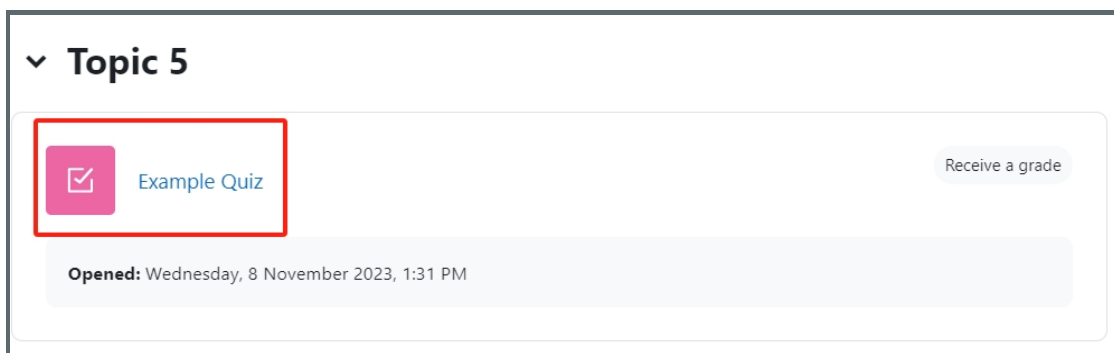 Topic 5
Example Quiz
Receive a grade
Opened: Wednesday, 8 November 2023, 1:31 PM